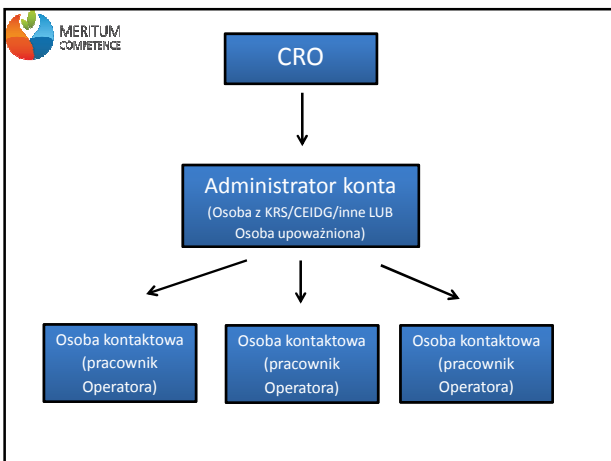 MERITUM
COMPETENCE
CRO
Administrator konta
(Osoba z KRS/CEIDG/inne LUB
Osoba upoważniona)
Osoba kontaktowa
(pracownik
Operatora)
Osoba kontaktowa
(pracownik
Operatora)
Osoba kontaktowa
(pracownik
Operatora)